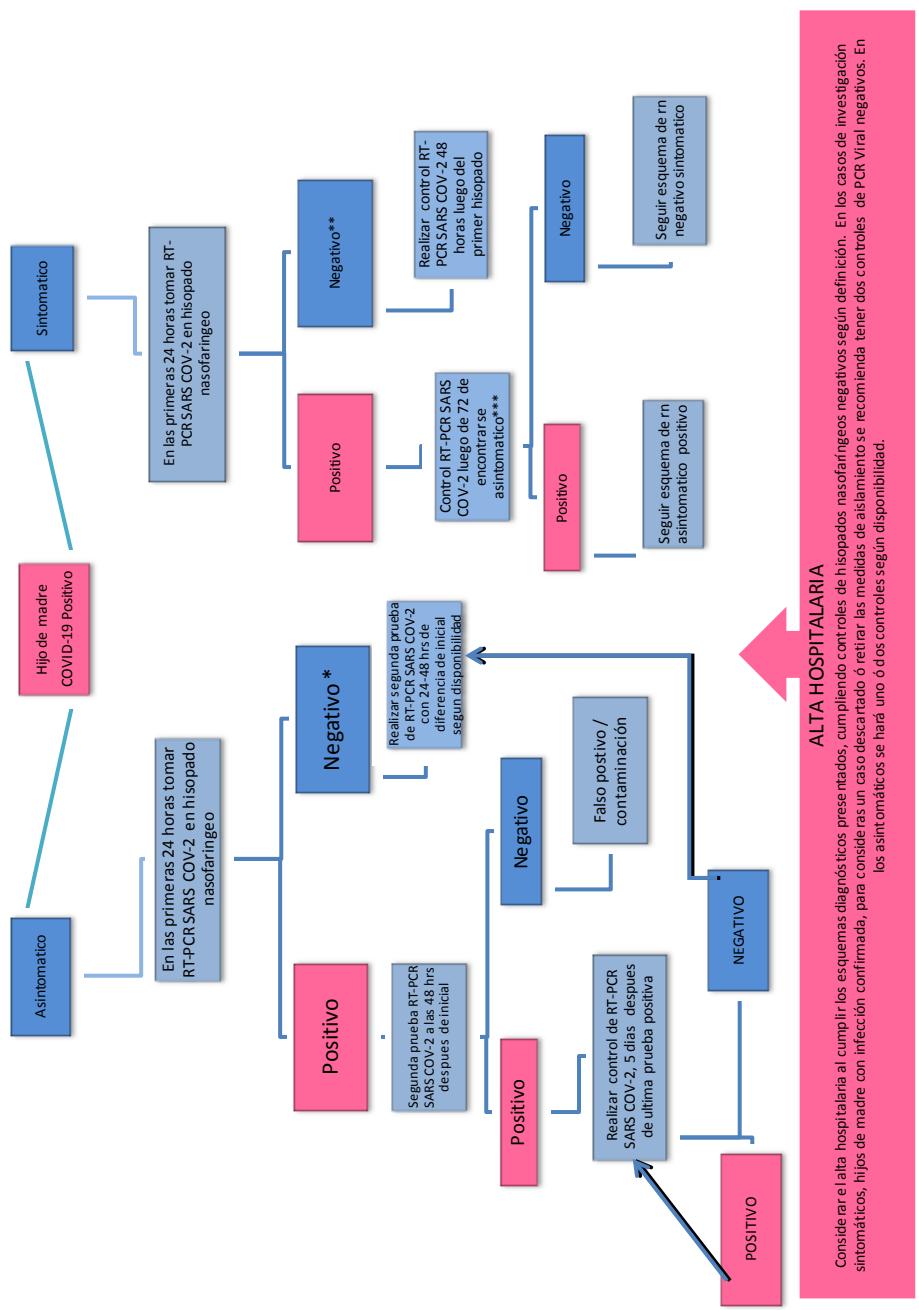 Hijo de madre
COVID-19 Positivo
Asintomatico
En las primeras 24 horas tomar
RT-PCR SARS COV-2 en hisopado
nasofaringeo
Positivo
Segunda prueba RT-PCR
SARS COV-2 a las 48 hrs
despues de inicial
Positivo
Realizar control de RT-PCR
SARS COV-2, 5 dias despues
de ultima prueba positiva
POSITIVO
NEGATIVO
Negativo
Falso postivo /
contaminación
Negativo *
Realizar segunda prueba
de RT-PCR SARS COV-2
con 24-48 hrs de
diferencia de inicial
segun disponibilidad
Sintomatico
En las primeras 24 horas tomar RT-
PCR SARS COV-2 en hisopado
nasofaringeo
Positivo
Control RT-PCR SARS
COV-2 luego de 72 de
encontrarse
asintomatico***
Positivo
Seguir esquema de rn
asintomatico positivo
Negativo
Seguir esquema de rn
negativo sintomatico
Negativo**
Realizar control RT-
PCR SARS COV-2 48
horas luego del
primer hisopado
ALTA HOSPITALARIA
Considerar el alta hospitalaria al cumplir los esquemas diagnósticos presentados, cumpliendo controles de hisopados nasofaríngeos negativos según definición. En los casos de investigación
sintomáticos, hijos de madre con infección confirmada, para consideras un caso descartado ó retirar las medidas de aislamiento se recomienda tener dos controles de PCR Viral negativos. En
los asintomáticos se hará uno ó dos controles según disponibilidad.